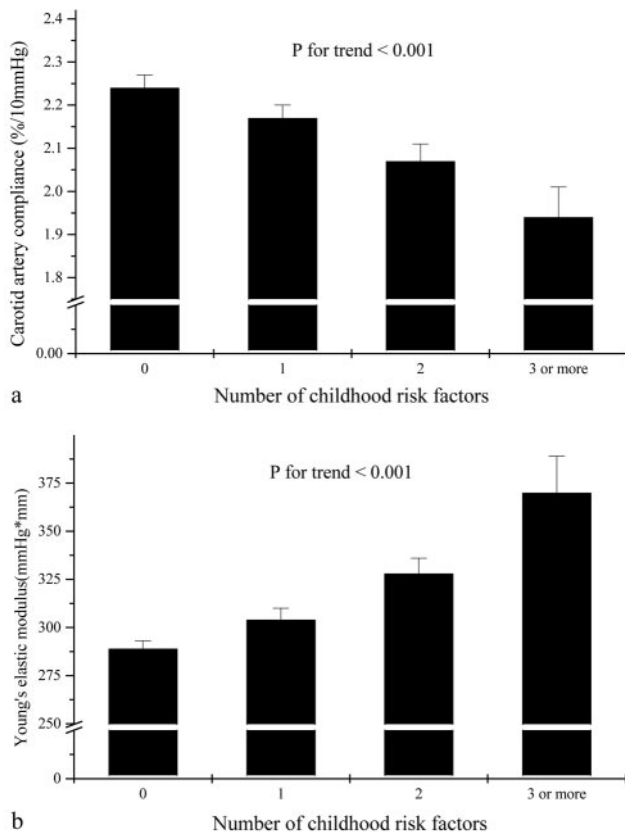 2.4
P for trend < 0.001
2.3
2.2
2.1
2.0
1.9
1.8
0.00
Carotid artery compliance (%/10mmHg)
0 1 2 3 or more
a Number of childhood risk factors
P for trend < 0.001
375
350
325
300
275
250
0
Young's elastic modulus(mmHg*mm)
0 1 2 3 or more
b Number of childhood risk factors